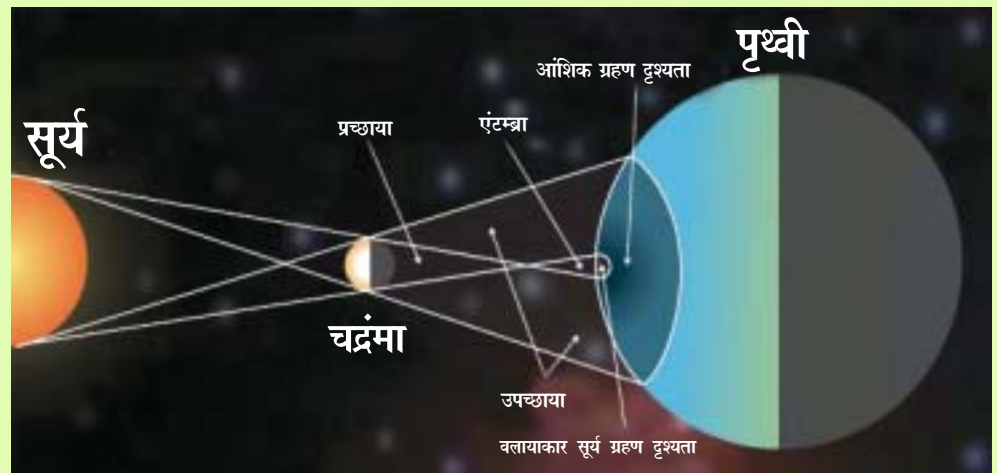 पृथ्वी
आंशिक ग्रहण दृश्यता
सूर्य
प्रच्छाया
एंटम्ब्रा
चद्रंमा
उपच्छाया
वलायाकार सूर्य ग्रहण दृश्यता